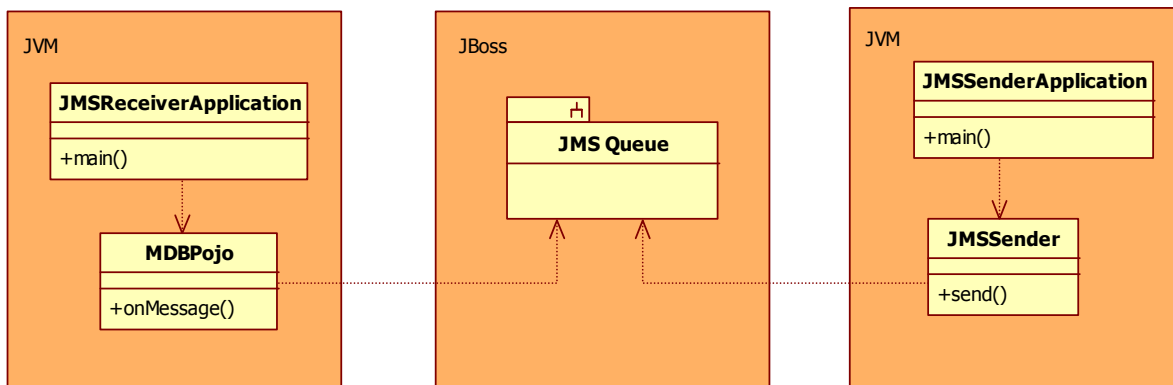 JVM
JMSReceiverApplication
+main()
MDBPojo
+onMessage()
JBoss
JMS Queue
JVM
JMSSenderApplication
+main()
JMSSender
+send()